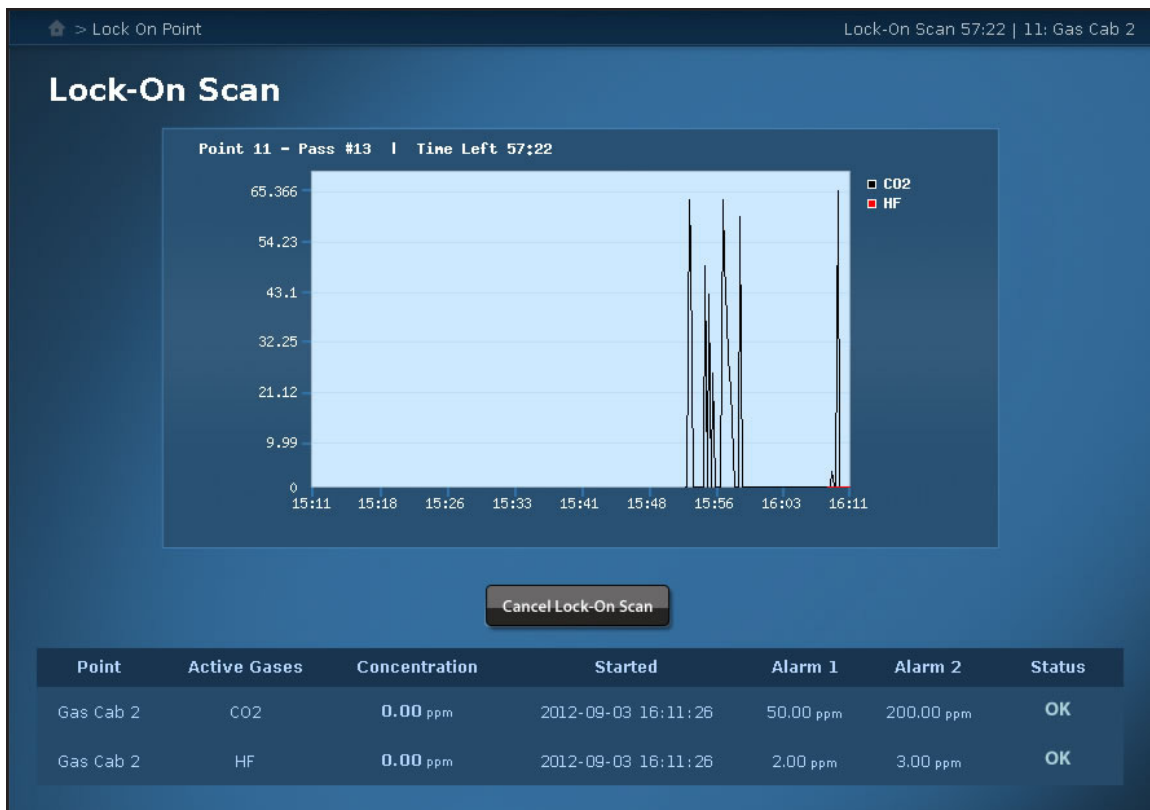 > Lock On Point
Lock-On Scan 57:22 | 11: Gas Cab 2
Lock-On Scan
Point 11 - Pass #13 | Time Left 57:22
65.366
54.23
43.1
32.25
21.12
9.99
0
15:11 15:18 15:26 15:33 15:41 15:48 15:56 16:03 16:11
CO2
HF
Cancel Lock-On Scan
Point Active Gases Concentration Started Alarm 1 Alarm 2 Status
Gas Cab 2 CO2 0.00 ppm 2012-09-03 16:11:26 50.00 ppm 200.00 ppm OK
Gas Cab 2 HF 0.00 ppm 2012-09-03 16:11:26 2.00 ppm 3.00 ppm OK